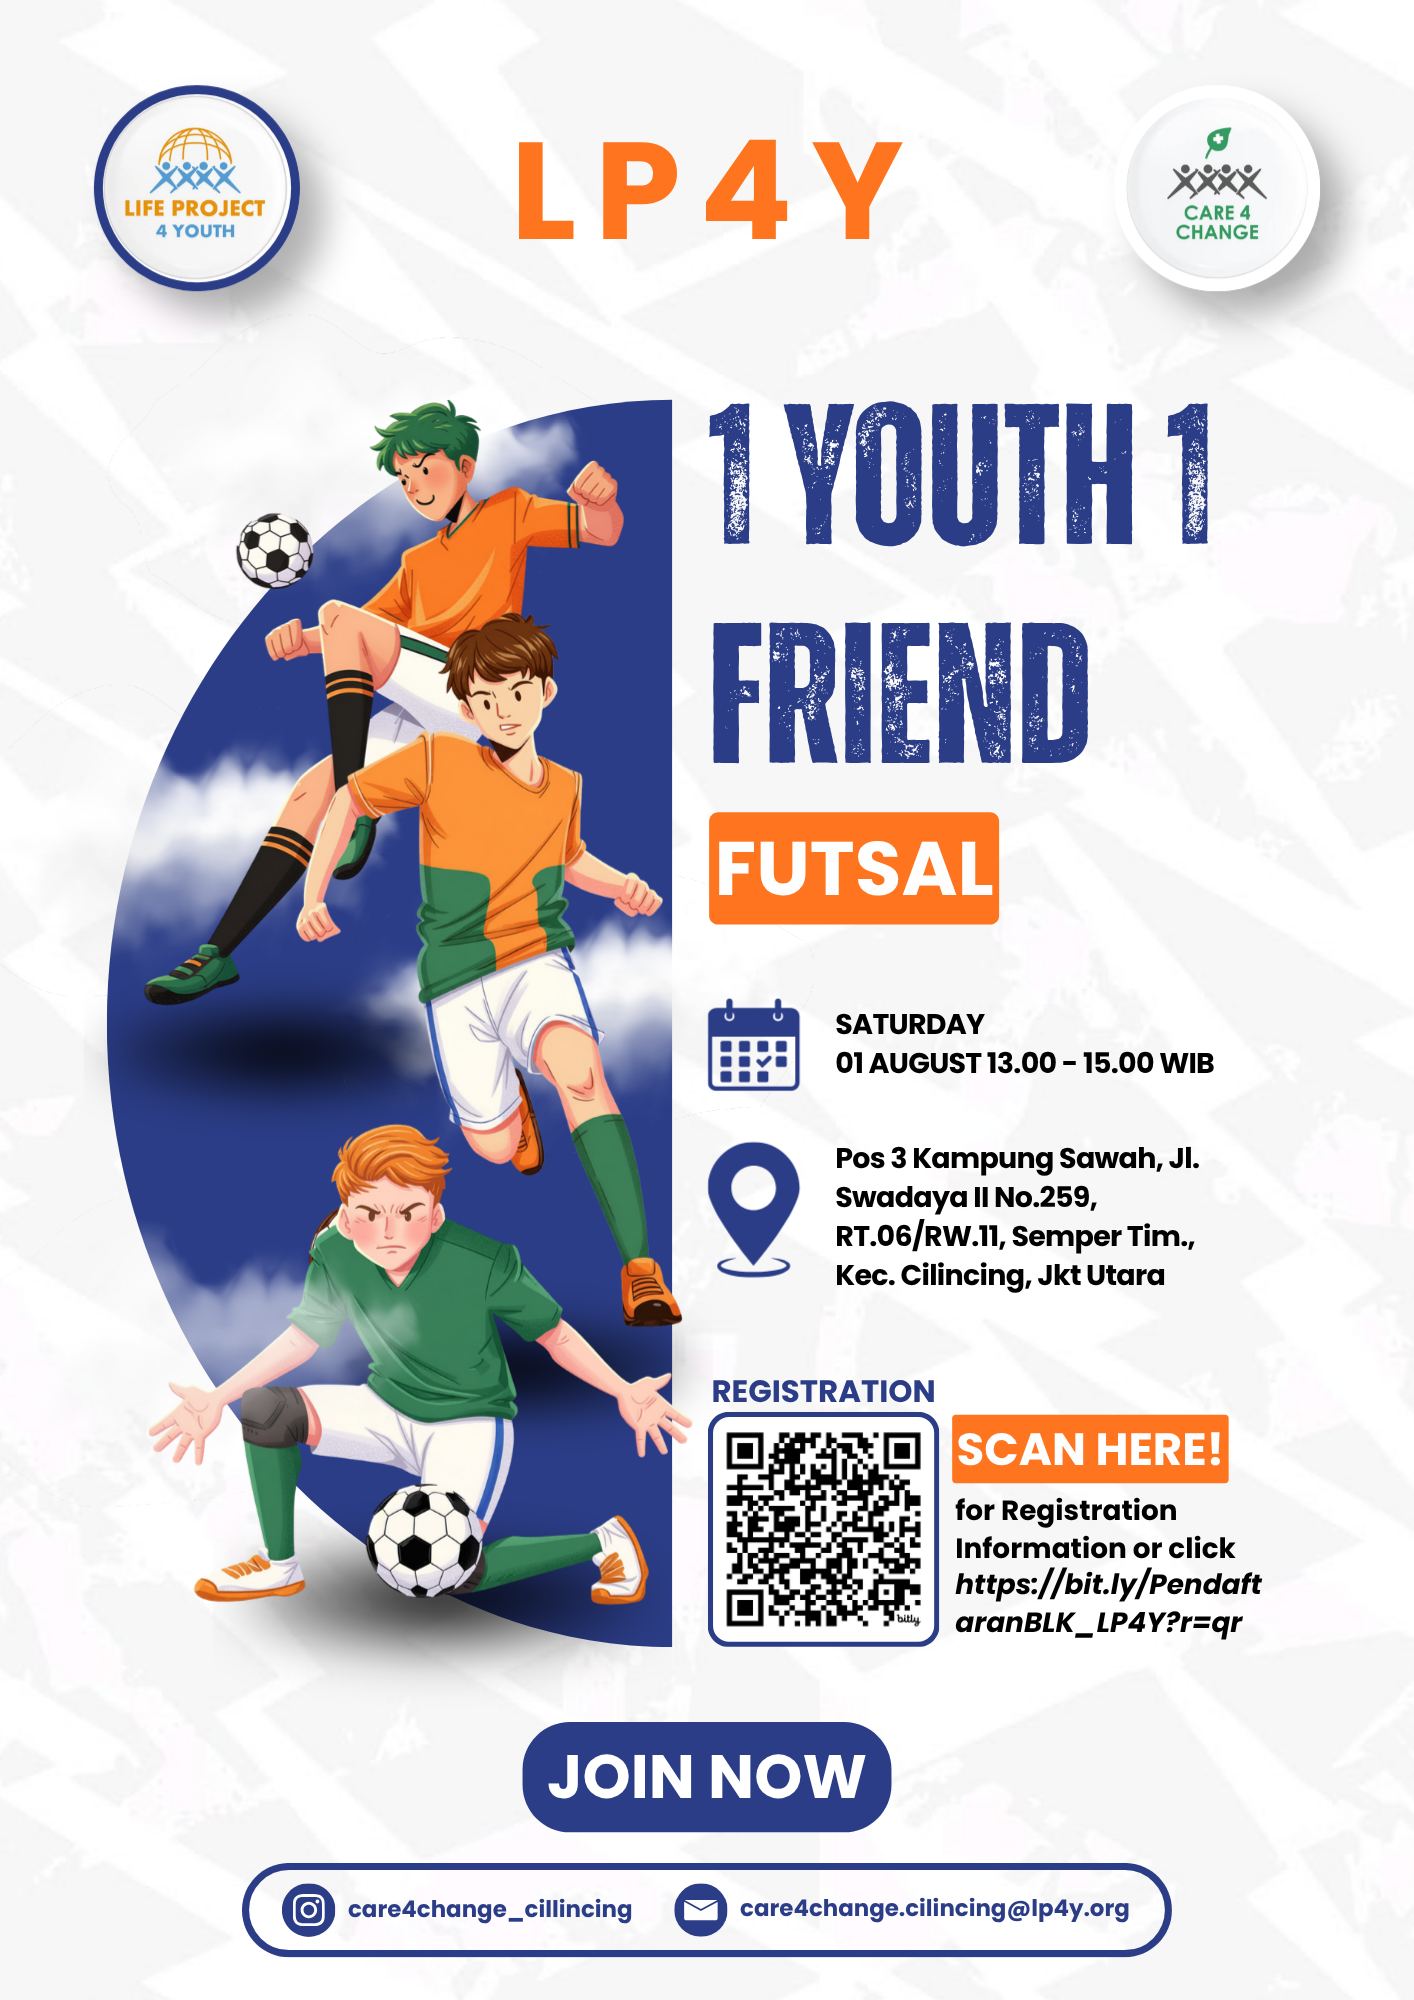 LIFE PROJECT
4 YOUTH
LP4Y
CARE 4
CHANGE
1 YOUTH 1
FRIEND
FUTSAL
SATURDAY
01 AUGUST 13.00 - 15.00 WIB
Pos 3 Kampung Sawah, Jl.
Swadaya II No.259,
RT.06/RW.11, Semper Tim.,
Kec. Cilincing, Jkt Utara
REGISTRATION
bitly
SCAN HERE!
for Registration
Information or click
https://bit.ly/Pendaft
aranBLK_LP4Y?r=qr
JOIN NOW
care4change_cillincing
care4change.cilincing@lp4y.org